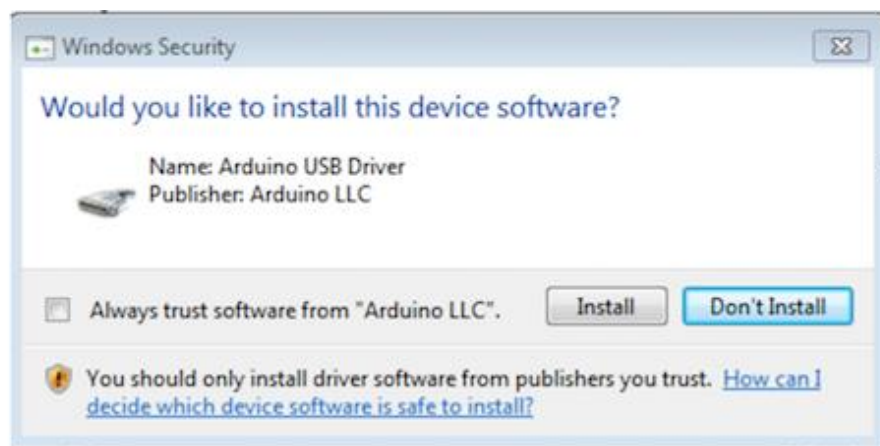 Windows Security
Would you like to install this device software?
Name: Arduino USB Driver
Publisher: Arduino LLC
Always trust software from "Arduino LLC".
Install
Don't Install
You should only install driver software from publishers you trust. How can I
decide which device software is safe to install?